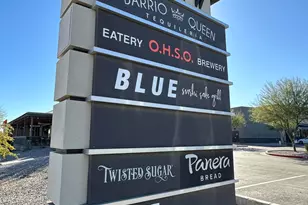 BARRIO QUEEN
TEQUILERIA
EATERY O.H.S.O. BREWERY
BLUE sushi sake grill
TWISTED SUGAR
Panera
BREAD